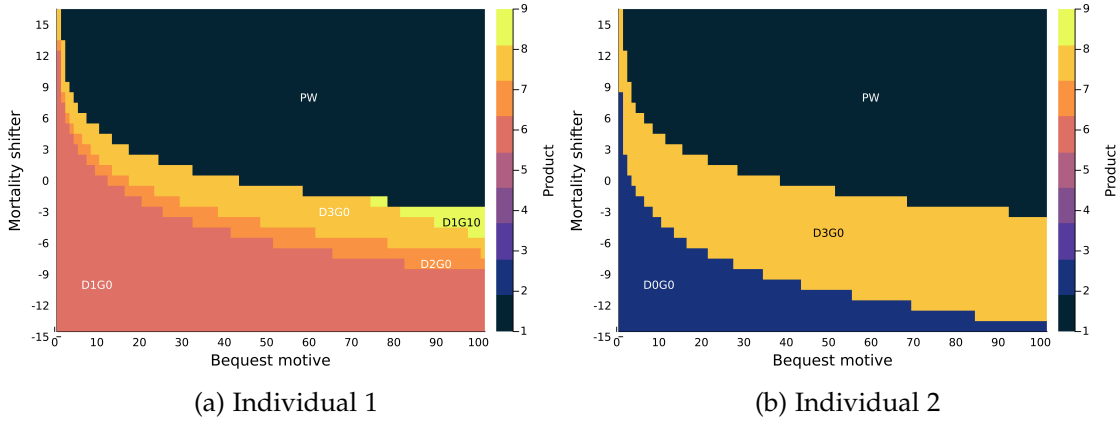 15
12
9
6
3
0
-3
-6
-9
-12
-15
Mortality shifter
PW
D3G0
D1G10
D2G0
D1G0
0 10 20 30 40 50 60 70 80 90 100
Bequest motive
9
8
7
6
5
4
3
2
1
Product
(a) Individual 1
15
12
9
6
3
0
-3
-6
-9
-12
-15
Mortality shifter
PW
D3G0
D0G0
0 10 20 30 40 50 60 70 80 90 100
Bequest motive
9
8
7
6
5
4
3
2
1
Product
(b) Individual 2